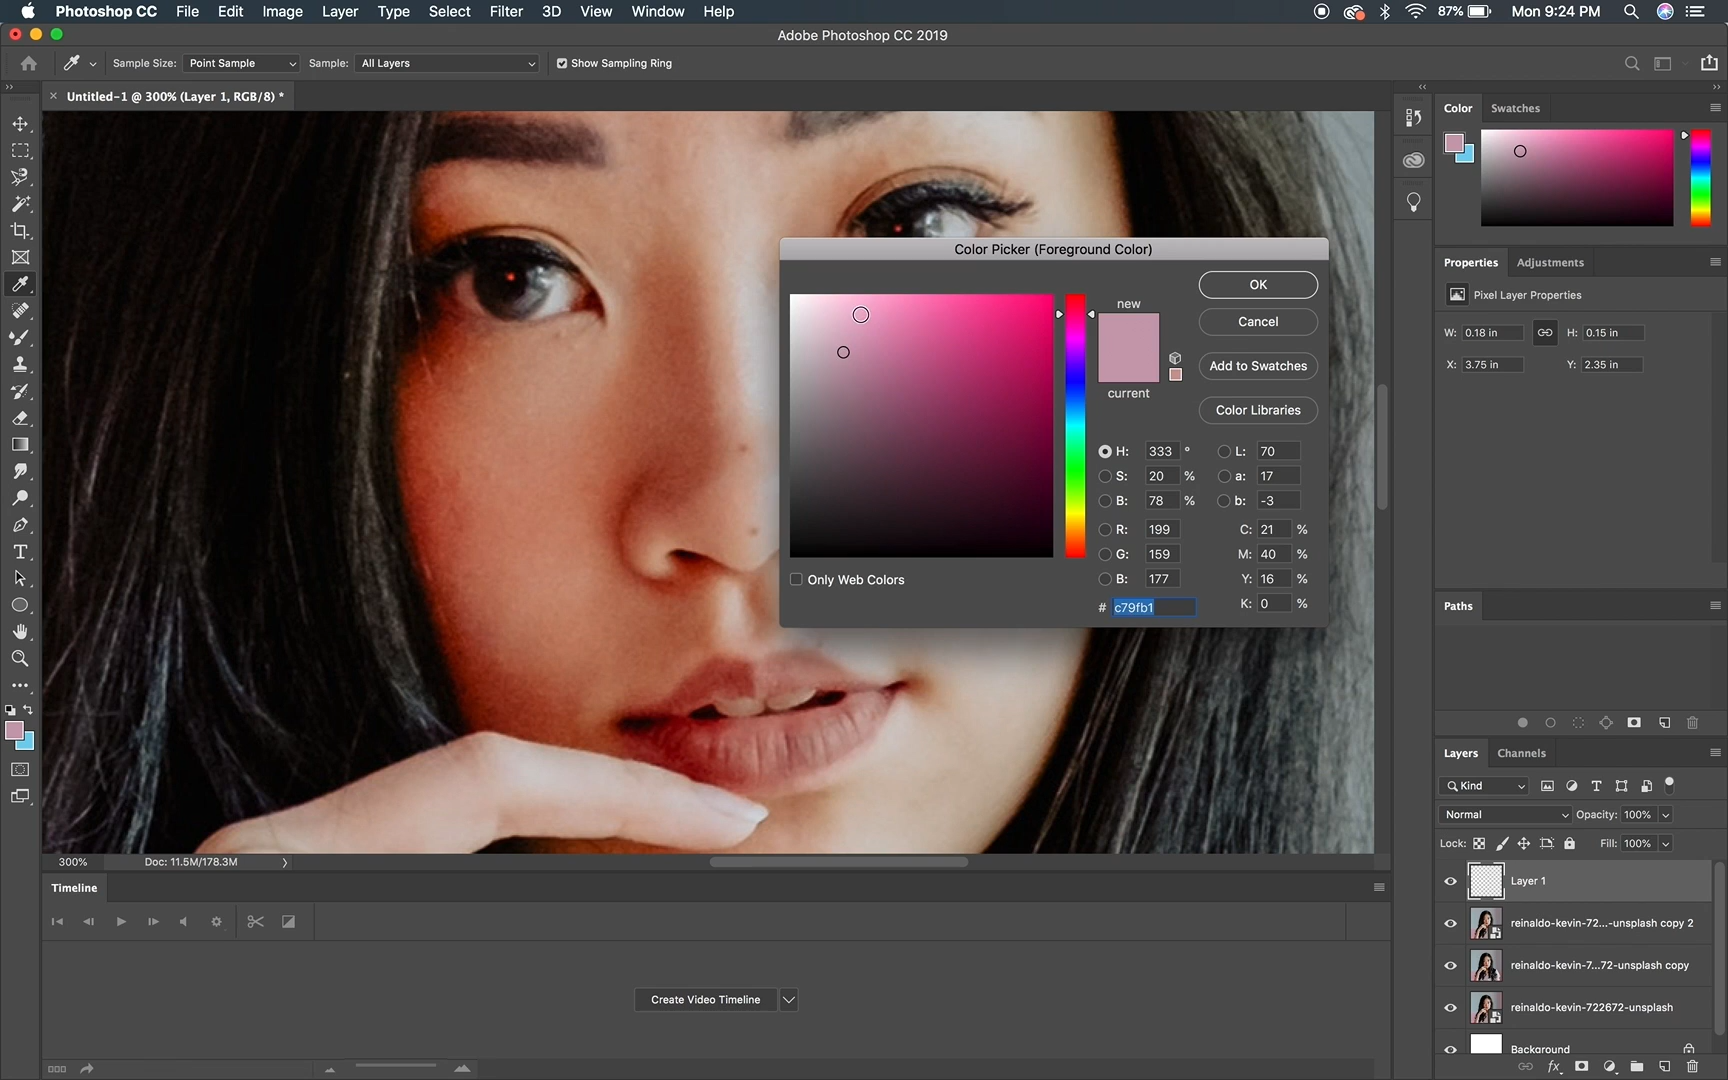 Photoshop CC File Edit Image Layer Type Select Filter 3D View Window Help 87% Mon 9:24 PM
Adobe Photoshop CC 2019
Sample Size: Point Sample Sample: All Layers Show Sampling Ring
Untitled-1 @ 300% (Layer 1, RGB/8) *
Color Swatches
Color Picker (Foreground Color)
new
current
OK
Cancel
Add to Swatches
Color Libraries
H: 333 ° L: 70
S: 20 % a: 17
B: 78 % b: -3
R: 199 C: 21 %
G: 159 M: 40 %
B: 177 Y: 16 %
# c79fb1 K: 0 %
Only Web Colors
Properties Adjustments
Pixel Layer Properties
W: 0.18 in H: 0.15 in
X: 3.75 in Y: 2.35 in
Paths
Layers Channels
Kind
Normal Opacity: 100%
Lock: Fill: 100%
Layer 1
reinaldo-kevin-72...-unsplash copy 2
reinaldo-kevin-7...72-unsplash copy
reinaldo-kevin-722672-unsplash
Background
fx
300% Doc: 11.5M/178.3M
Timeline
Create Video Timeline